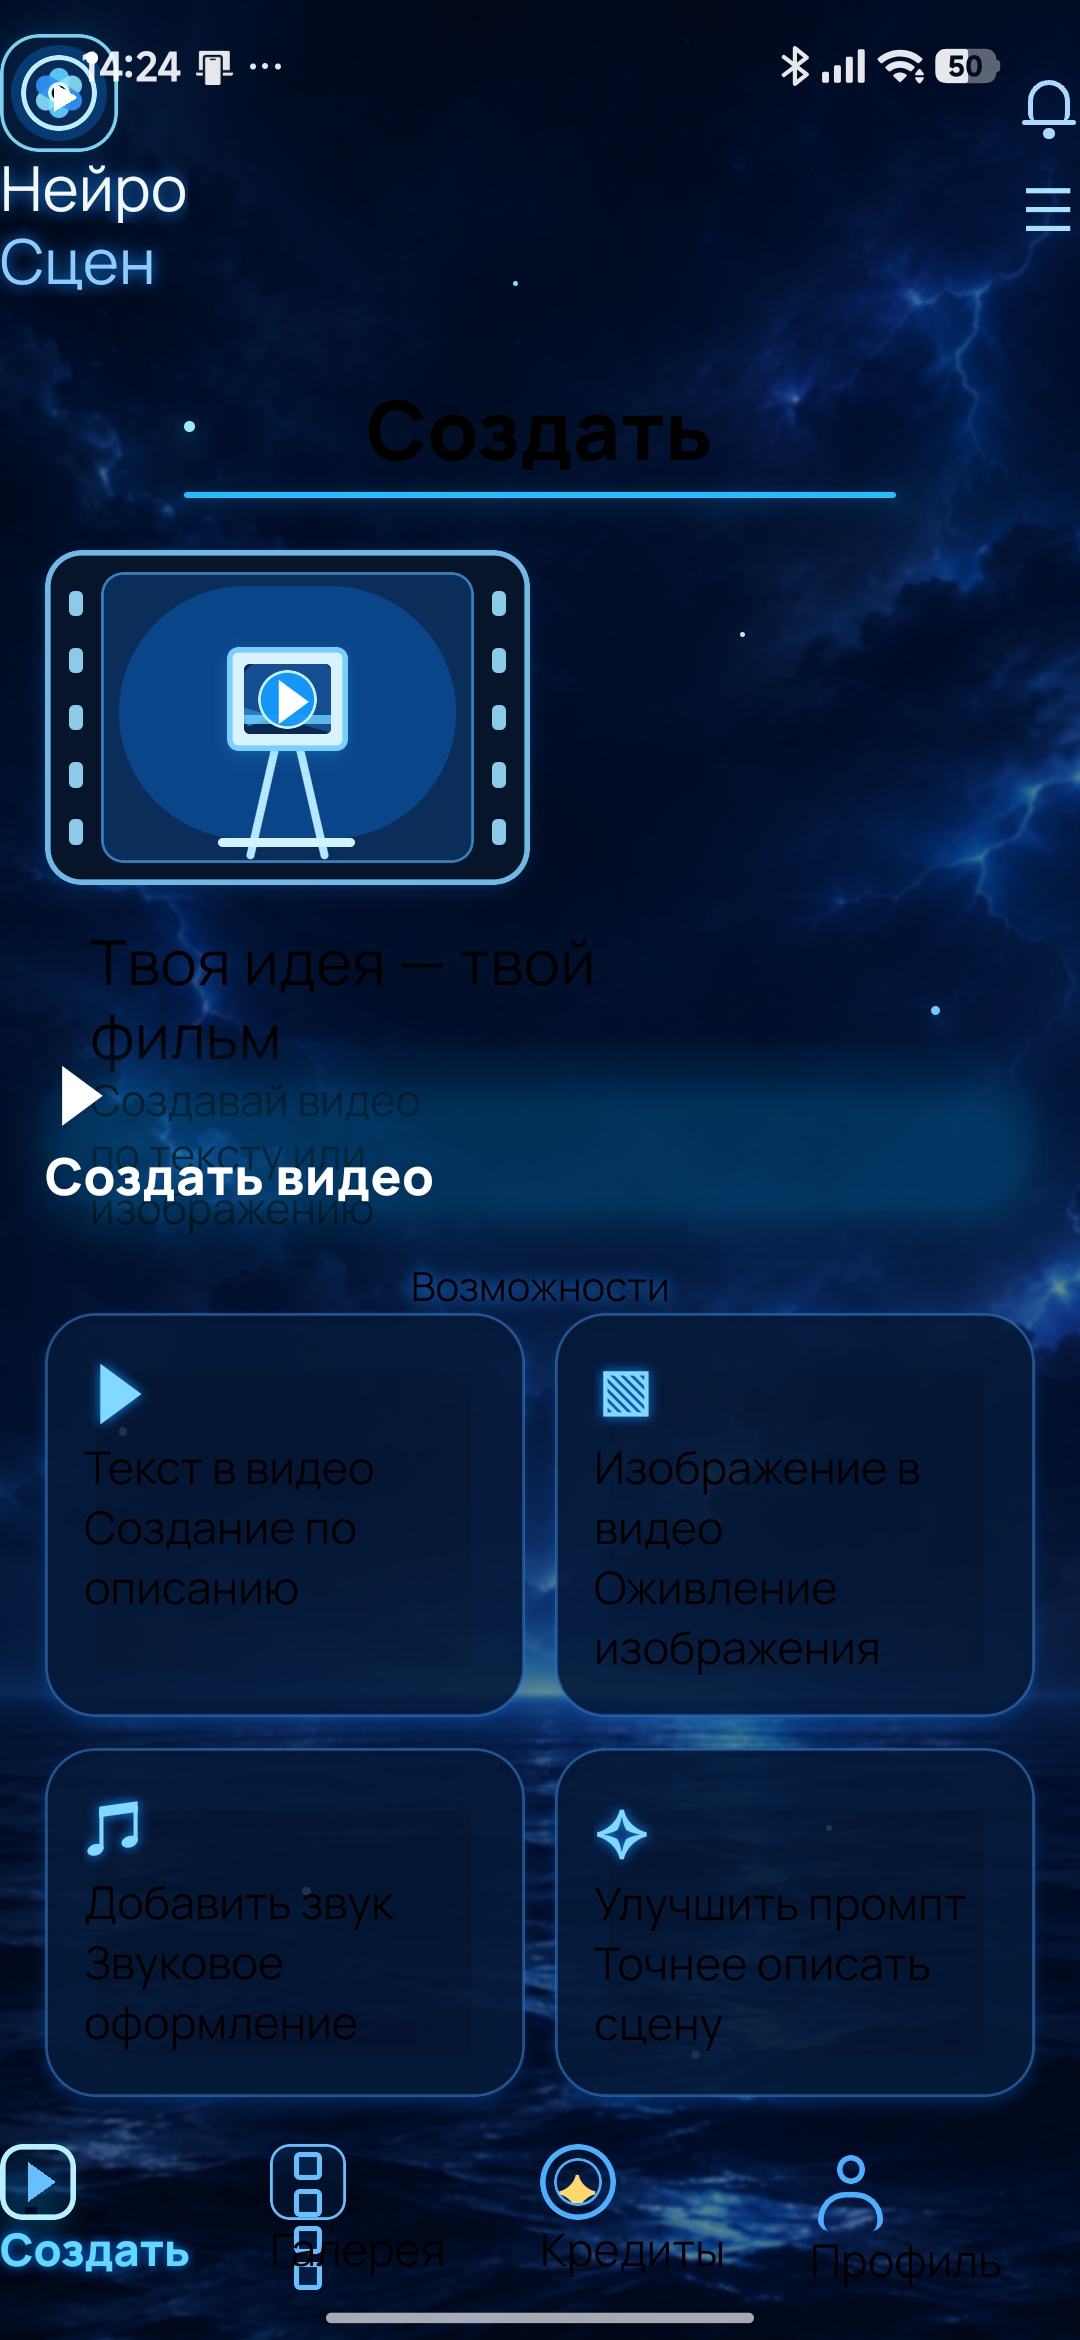 14:24
50
Нейро
Сцен
Создать
Твоя идея — твой
фильм
Создавай видео
по тексту или
изображению
Создать видео
Возможности
Текст в видео
Создание по
описанию
Изображение в
видео
Оживление
изображения
Добавить звук
Звуковое
оформление
Улучшить промпт
Точнее описать
сцену
Создать
Галерея
Кредиты
Профиль